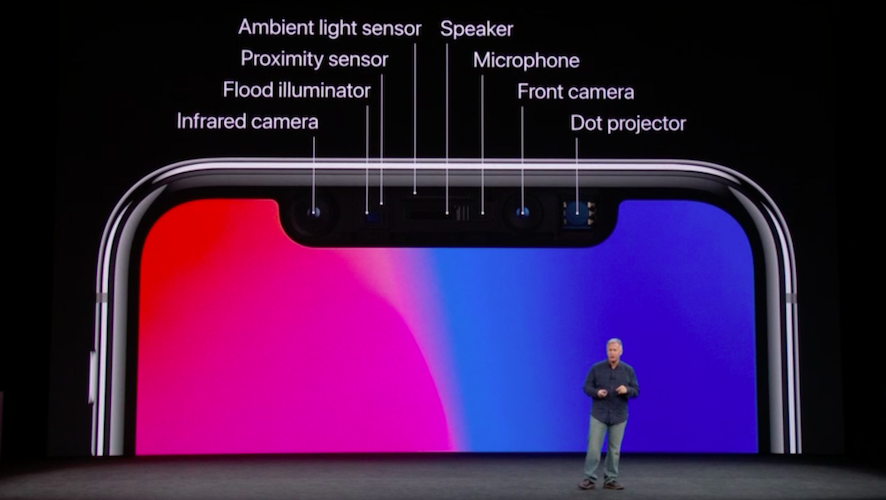 Ambient light sensor Speaker
Proximity sensor Microphone
Flood illuminator Front camera
Infrared camera Dot projector